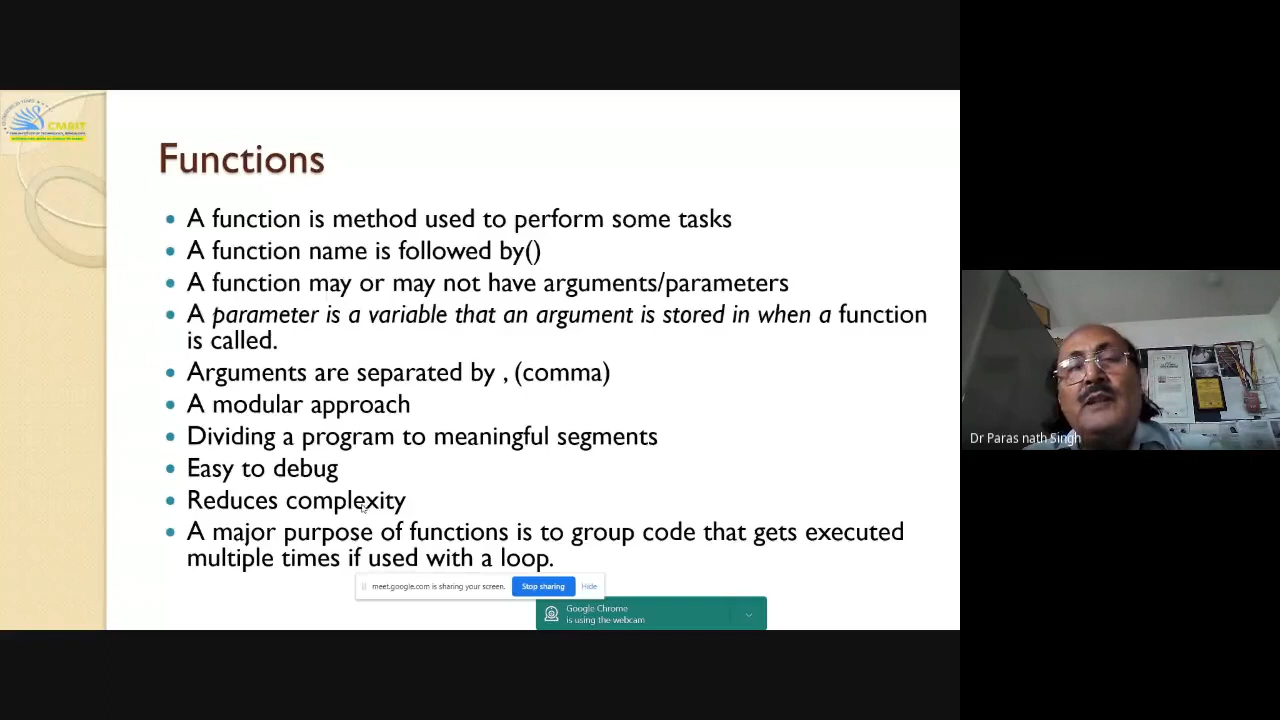 CMRIT
Functions
A function is method used to perform some tasks
A function name is followed by()
A function may or may not have arguments/parameters
A parameter is a variable that an argument is stored in when a function
is called.
Arguments are separated by , (comma)
A modular approach
Dividing a program to meaningful segments
Easy to debug
Reduces complexity
A major purpose of functions is to group code that gets executed
multiple times if used with a loop.
meet.google.com is sharing your screen. Stop sharing Hide
Google Chrome
is using the webcam
Dr Paras nath Singh